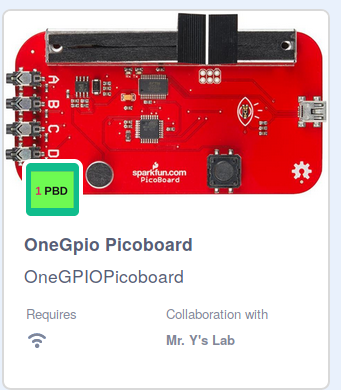 A
B
C
D
sparkfun.com
PicoBoard
1 PBD
OneGpio Picoboard
OneGPIOPicoboard
Requires
Collaboration with
Mr. Y's Lab